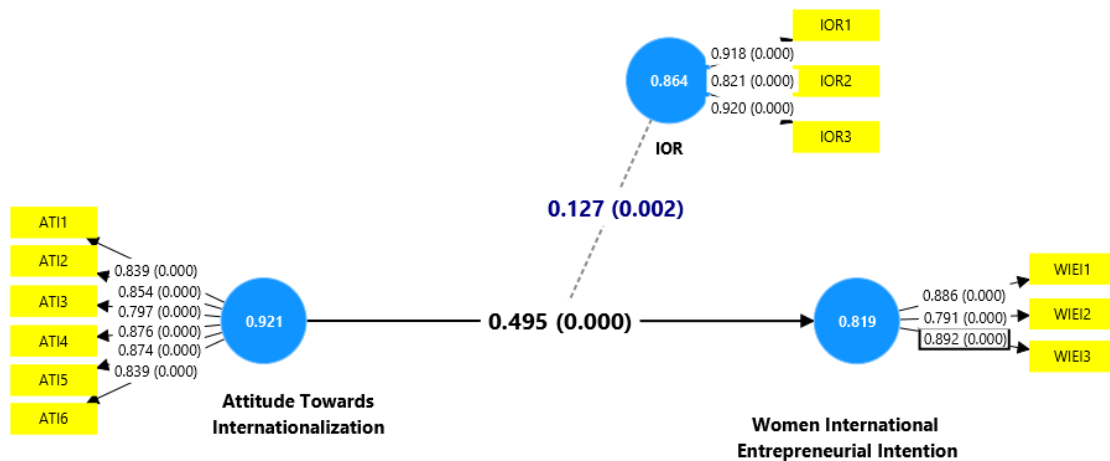 IOR1
0.918 (0.000)
0.864
0.821 (0.000)
IOR2
0.920 (0.000)
IOR3
IOR
0.127 (0.002)
ATI1
ATI2
ATI3
ATI4
ATI5
ATI6
0.839 (0.000)
0.854 (0.000)
0.797 (0.000)
0.876 (0.000)
0.874 (0.000)
0.839 (0.000)
0.921
Attitude Towards
Internationalization
0.495 (0.000)
0.819
0.886 (0.000)
0.791 (0.000)
0.892 (0.000)
WIEI1
WIEI2
WIEI3
Women International
Entrepreneurial Intention